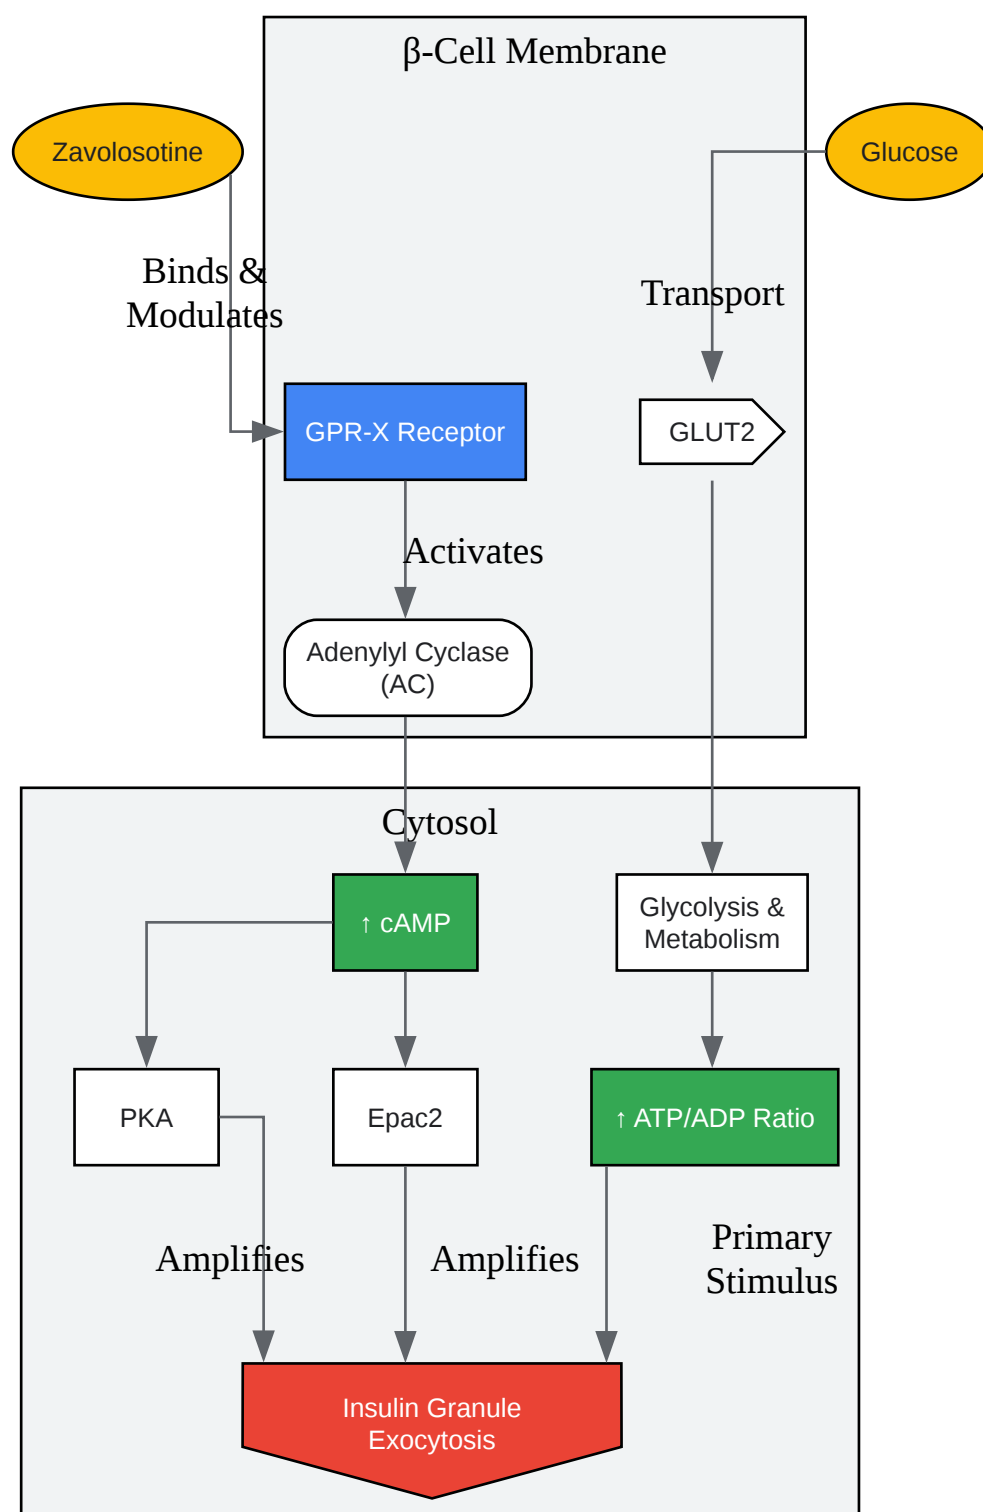 β-Cell Membrane
Zavolosotine
Glucose
Binds &
Modulates
Transport
GPR-X Receptor
GLUT2
Activates
Adenylyl Cyclase
(AC)
Cytosol
↑ cAMP
Glycolysis &
Metabolism
PKA
Epac2
↑ ATP/ADP Ratio
Amplifies
Amplifies
Primary
Stimulus
Insulin Granule
Exocytosis